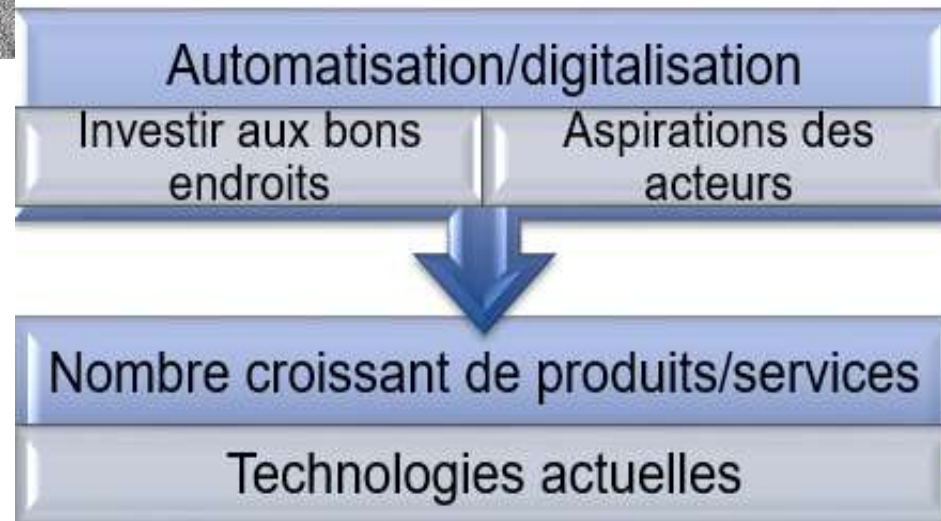 Automatisation/digitalisation
Investir aux bons
endroits
Aspirations des
acteurs
Nombre croissant de produits/services
Technologies actuelles